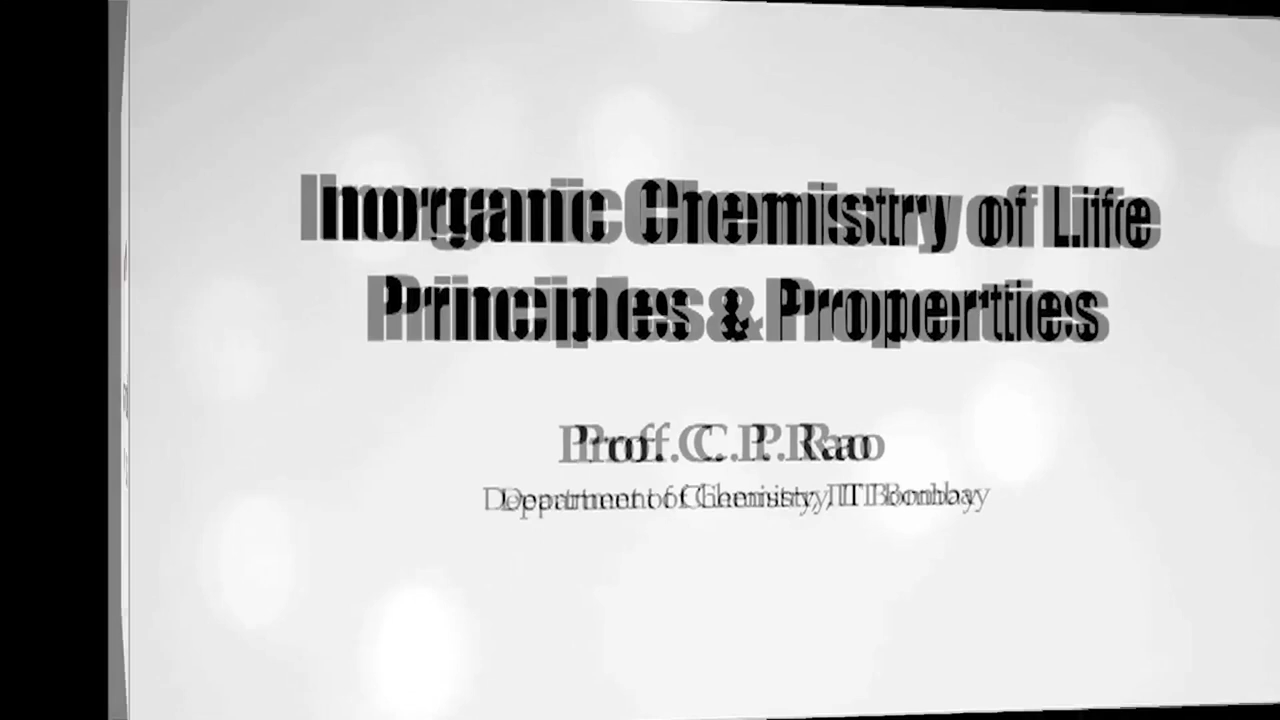 Inorganic Chemistry of Life
Principles & Properties
Prof. C. P. Rao
Department of Chemistry, IIT Bombay